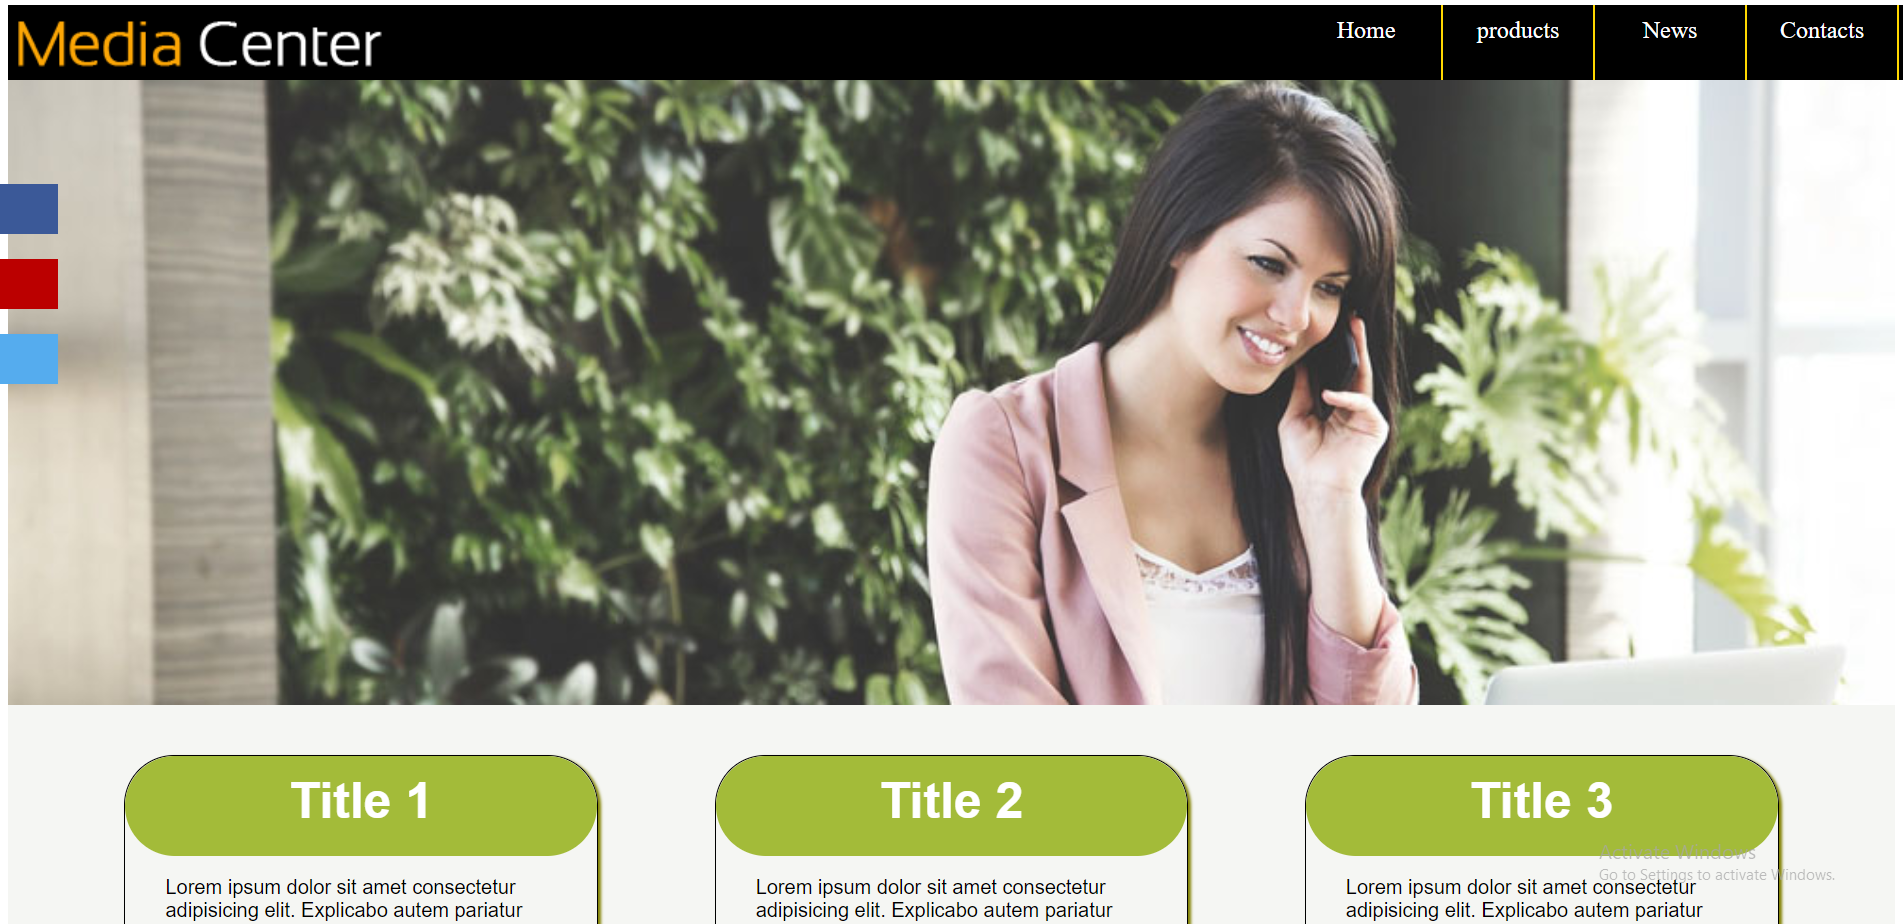 Media Center
Home
products
News
Contacts
Title 1
Title 2
Title 3
Lorem ipsum dolor sit amet consectetur
adipisicing elit. Explicabo autem pariatur
Lorem ipsum dolor sit amet consectetur
adipisicing elit. Explicabo autem pariatur
Lorem ipsum dolor sit amet consectetur
adipisicing elit. Explicabo autem pariatur
Activate Windows
Go to Settings to activate Windows.